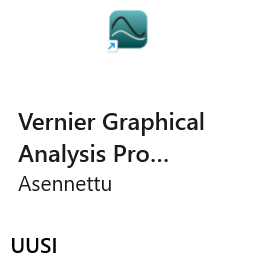 Vernier Graphical
Analysis Pro...
Asennettu
UUSI